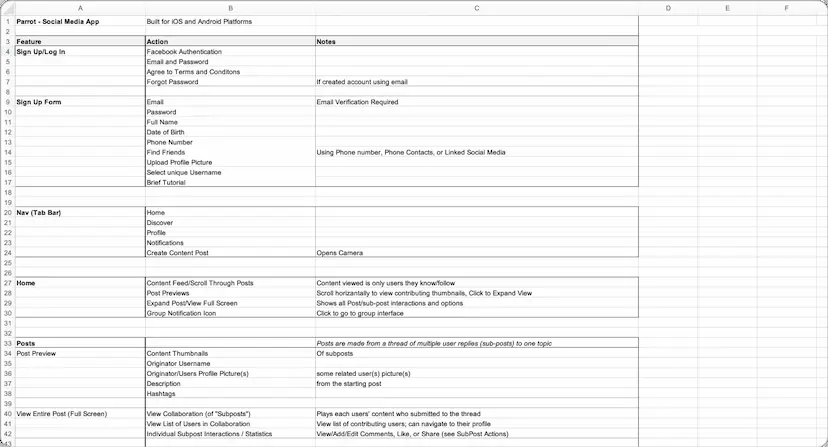 A B C D E F
1 Parrot - Social Media App Built for iOS and Android Platforms
2
3 Feature Action Notes
4 Sign Up/Log In Facebook Authentication
5 Email and Password
6 Agree to Terms and Conditons
7 Forgot Password If created account using email
8
9 Sign Up Form Email Email Verification Required
10 Password
11 Full Name
12 Date of Birth
13 Phone Number
14 Find Friends Using Phone number, Phone Contacts, or Linked Social Media
15 Upload Profile Picture
16 Select unique Username
17 Brief Tutorial
18
19
20 Nav (Tab Bar) Home
21 Discover
22 Profile
23 Notifications
24 Create Content Post Opens Camera
25
26
27 Home Content Feed/Scroll Through Posts Content viewed is only users they know/follow
28 Post Previews Scroll horizantally to view contributing thumbnails, Click to Expand View
29 Expand Post/View Full Screen Shows all Post/sub-post interactions and options
30 Group Notification Icon Click to go to group interface
31
32
33 Posts Posts are made from a thread of multiple user replies (sub-posts) to one topic
34 Post Preview Content Thumbnails Of subposts
35 Originator Username
36 Originator/Users Profile Picture(s) some related user(s) picture(s)
37 Description from the starting post
38 Hashtags
39
40 View Entire Post (Full Screen) View Collaboration (of "Subposts") Plays each users' content who submitted to the thread
41 View List of Users in Collaboration View list of contributing users; can navigate to their profile
42 Individual Subpost Interactions / Statistics View/Add/Edit Comments, Like, or Share (see SubPost Actions)
43